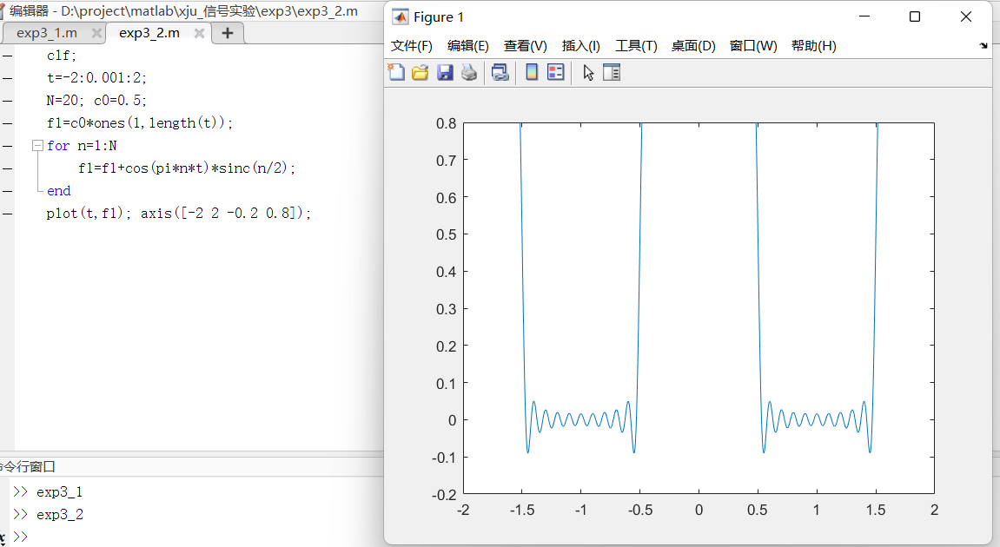 编辑器 - D:\project\matlab\xju_信号实验\exp3\exp3_2.m
exp3_1.m
exp3_2.m
clf;
t=-2:0.001:2;
N=20; c0=0.5;
f1=c0*ones(1,length(t));
for n=1:N
f1=f1+cos(pi*n*t)*sinc(n/2);
end
plot(t,f1); axis([-2 2 -0.2 0.8]);
命令行窗口
>> exp3_1
>> exp3_2
>>
Figure 1
文件(F) 编辑(E) 查看(V) 插入(I) 工具(T) 桌面(D) 窗口(W) 帮助(H)
0.8
0.7
0.6
0.5
0.4
0.3
0.2
0.1
0
-0.1
-0.2
-2 -1.5 -1 -0.5 0 0.5 1 1.5 2